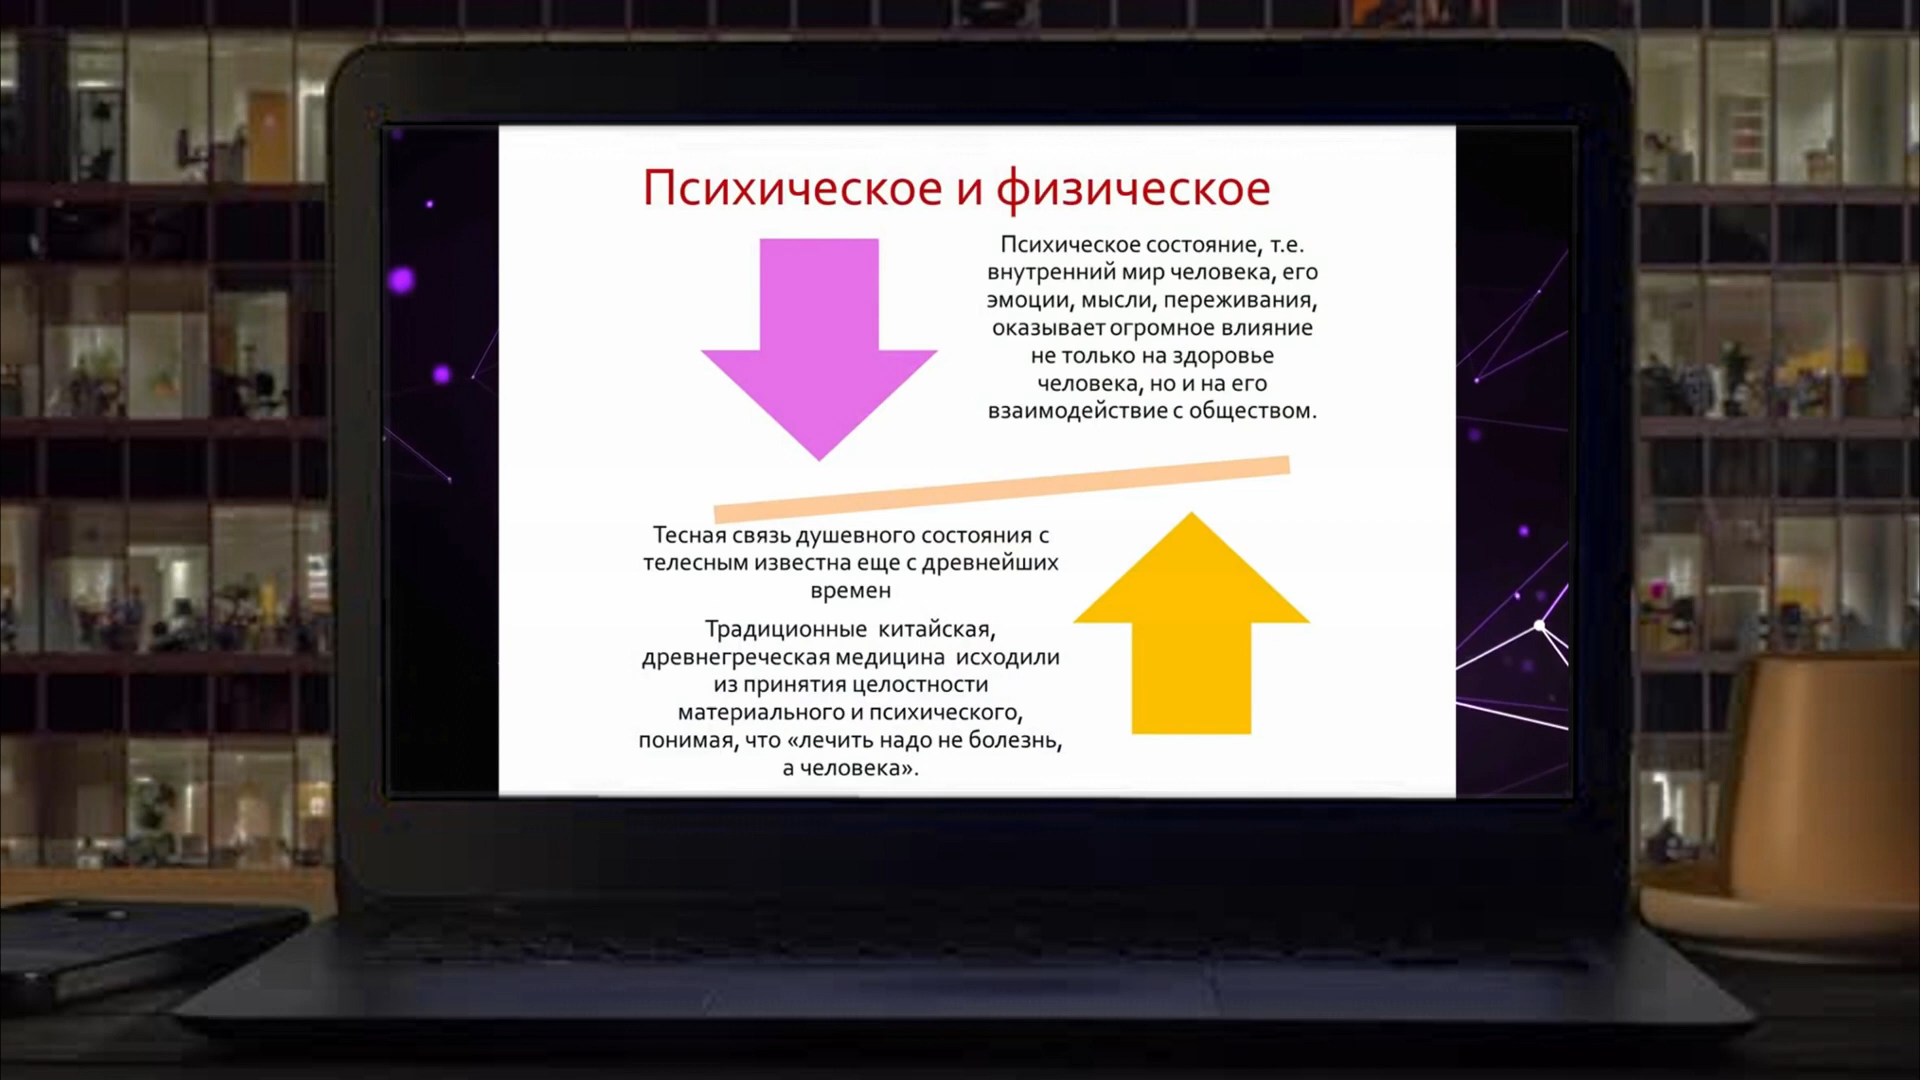 Психическое и физическое
Психическое состояние, т.е.
внутренний мир человека, его
эмоции, мысли, переживания,
оказывает огромное влияние
не только на здоровье
человека, но и на его
взаимодействие с обществом.
Тесная связь душевного состояния с
телесным известна еще с древнейших
времен
Традиционные китайская,
древнегреческая медицина исходили
из принятия целостности
материального и психического,
понимая, что «лечить надо не болезнь,
а человека».